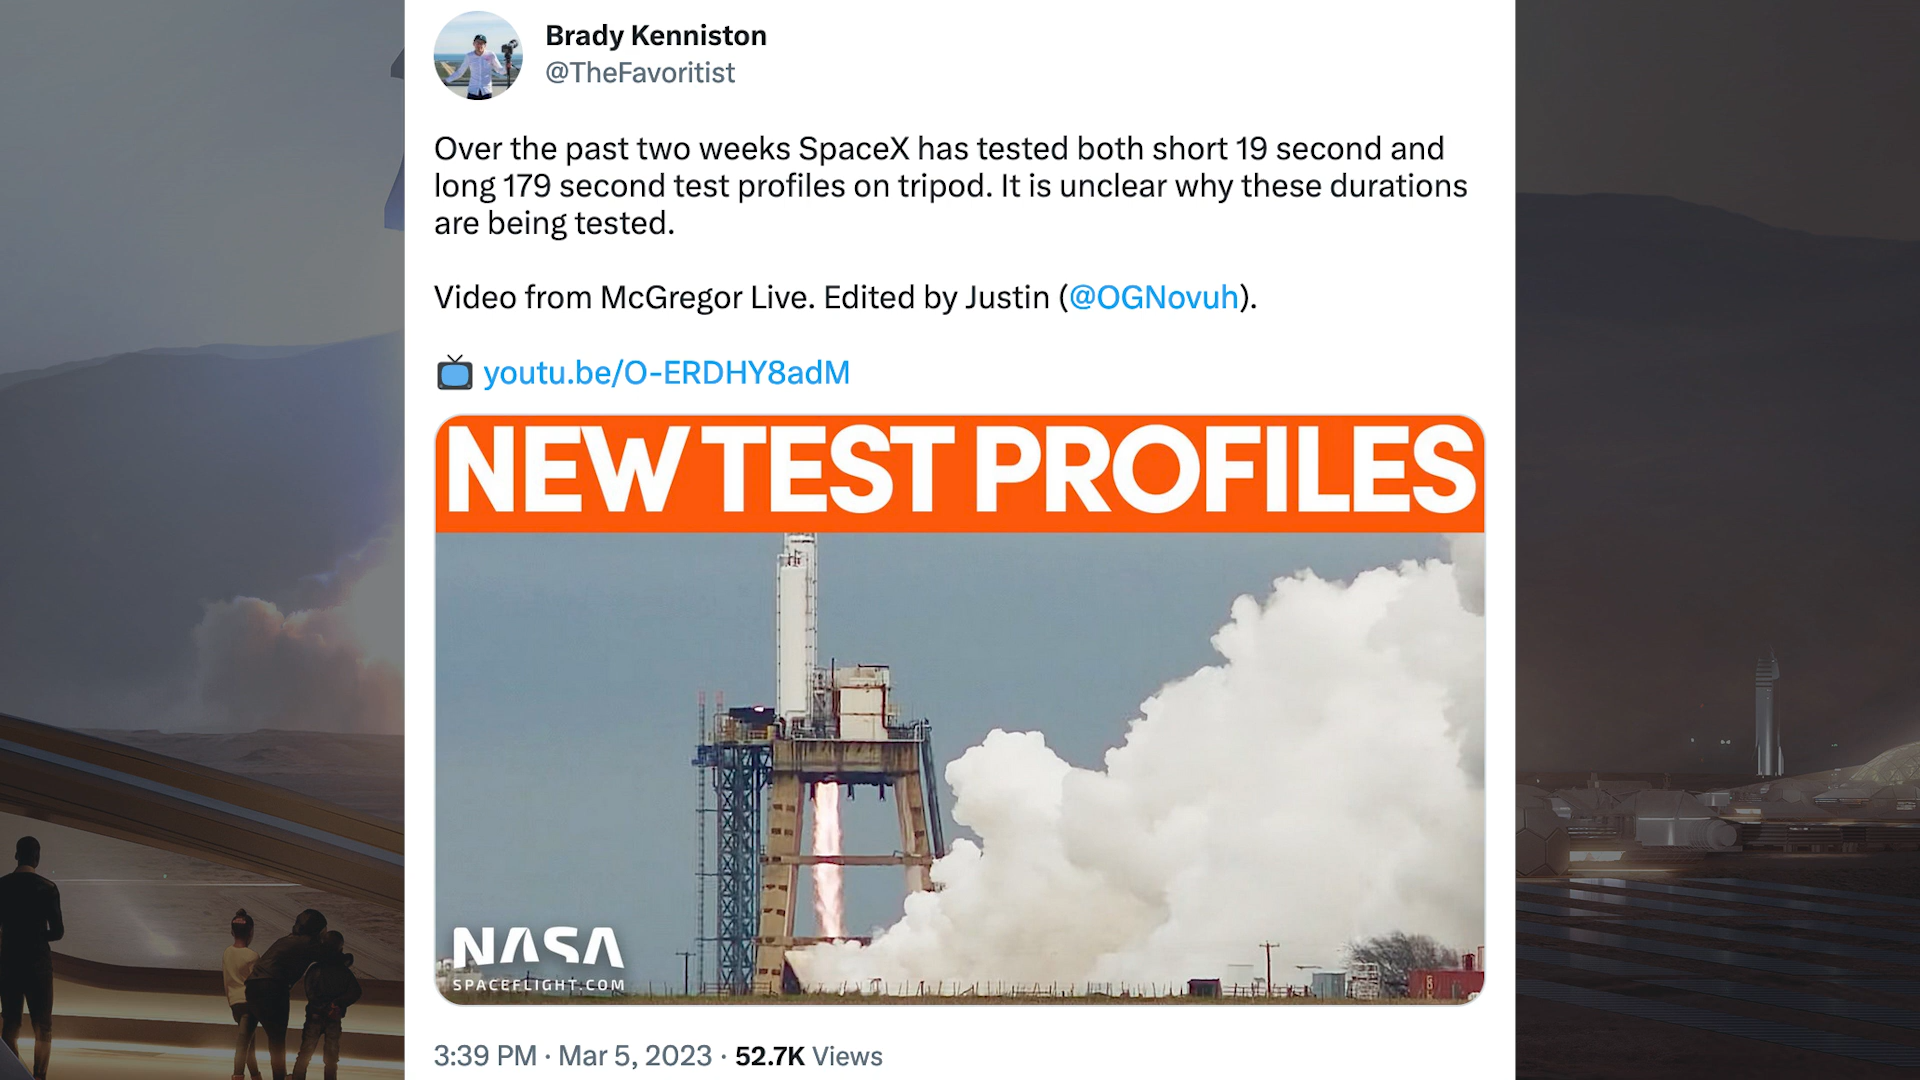 Brady Kenniston
@TheFavoritist
Over the past two weeks SpaceX has tested both short 19 second and
long 179 second test profiles on tripod. It is unclear why these durations
are being tested.
Video from McGregor Live. Edited by Justin (@OGNovuh).
youtu.be/O-ERDHY8adM
NEW TEST PROFILES
NASA
SPACEFLIGHT.COM
3:39 PM · Mar 5, 2023 · 52.7K Views